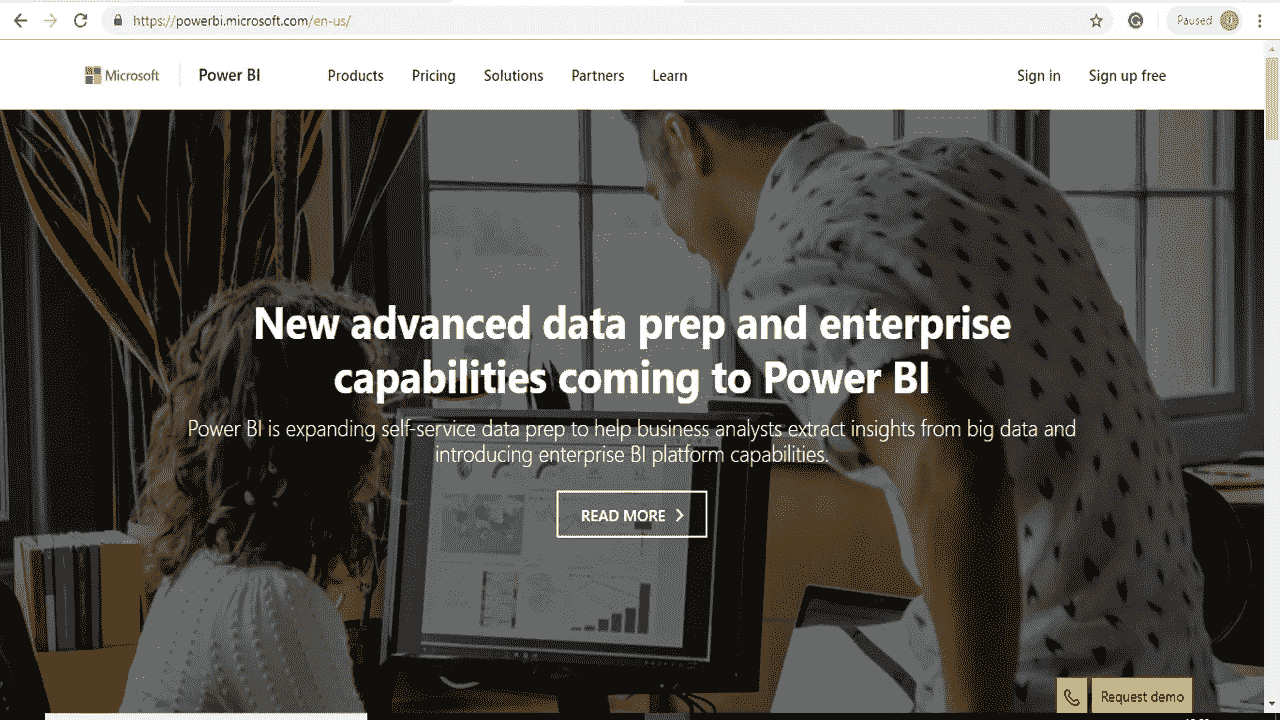 https://powerbi.microsoft.com/en-us/
Paused
Microsoft
Power BI
Products
Pricing
Solutions
Partners
Learn
Sign in
Sign up free
New advanced data prep and enterprise
capabilities coming to Power BI
Power BI is expanding self-service data prep to help business analysts extract insights from big data and
introducing enterprise BI platform capabilities.
READ MORE
Request demo